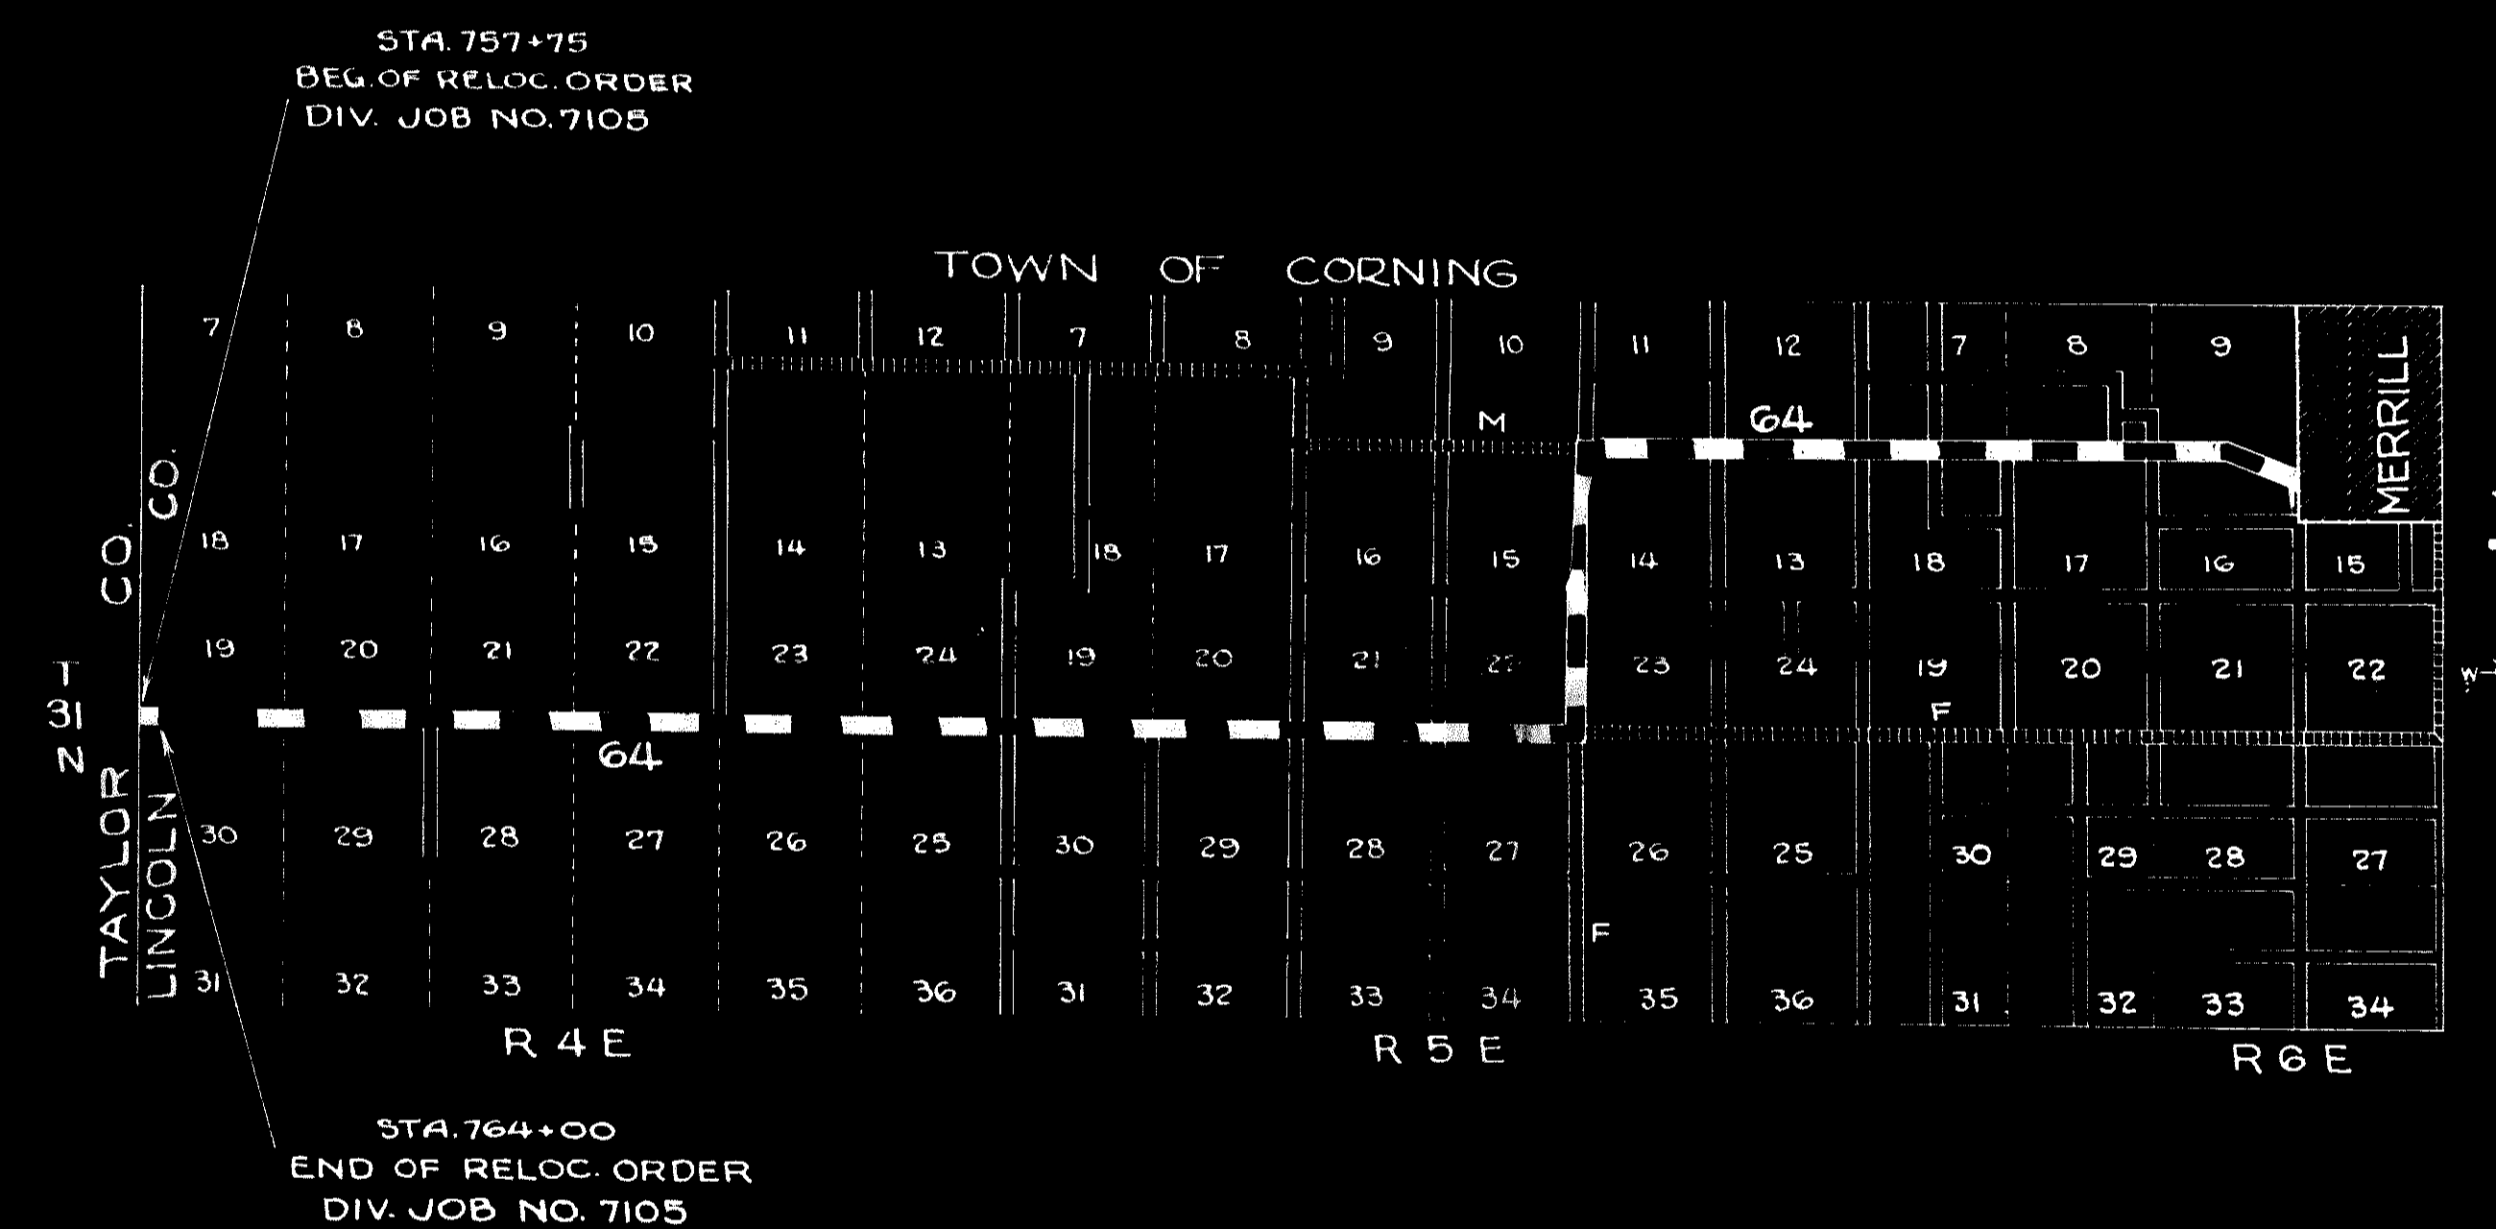 STA. 757+75
BEG. OF RELOC. ORDER
DIV. JOB NO. 7105
TOWN OF CORNING
7 8 9 10 11 12 7 8 9 10 11 12 7 8 9
MERRILL
M 64
TAYLOR CO.
LINCOLN CO.
18 17 16 15 14 13 18 17 16 15 14 13 18 17 16 15
19 20 21 22 23 24 19 20 21 22 23 24 19 20 21 22
T
31
N
W
F
64
30 29 28 27 26 25 30 29 28 27 26 25 30 29 28 27
F
31 32 33 34 35 36 31 32 33 34 35 36 31 32 33 34
R 4 E R 5 E R 6 E
STA. 764+00
END OF RELOC. ORDER
DIV. JOB NO. 7105